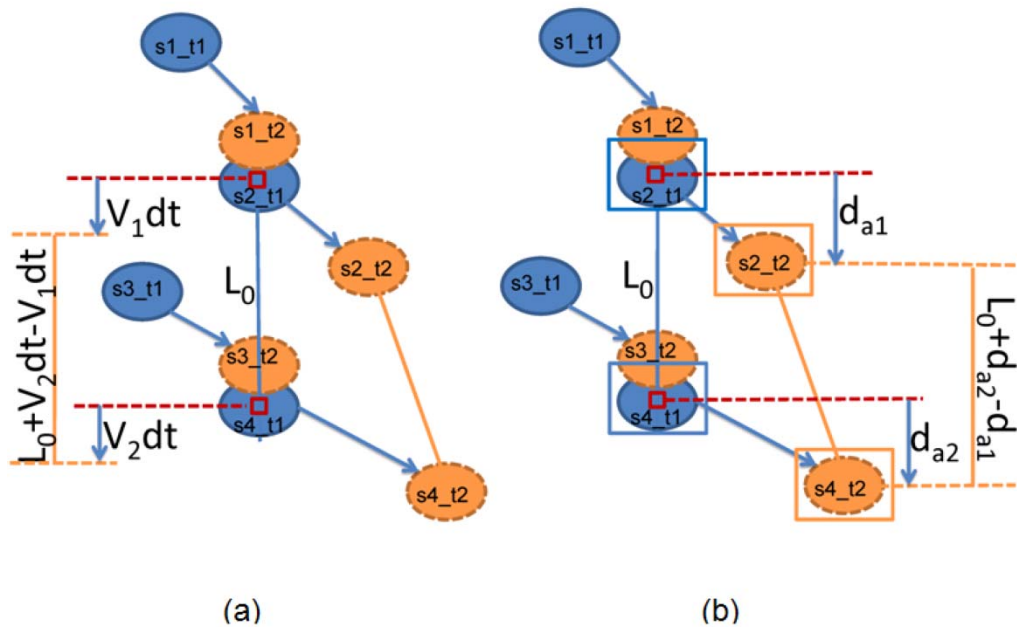 s1_t1
s1_t2
s2_t1
V₁dt
s2_t2
L₀+V₂dt-V₁dt
s3_t1
L₀
s3_t2
s4_t1
V₂dt
s4_t2
(a)
s1_t1
s1_t2
s2_t1
dₐ₁
s2_t2
s3_t1
L₀
L₀+dₐ₂-dₐ₁
s3_t2
s4_t1
dₐ₂
s4_t2
(b)